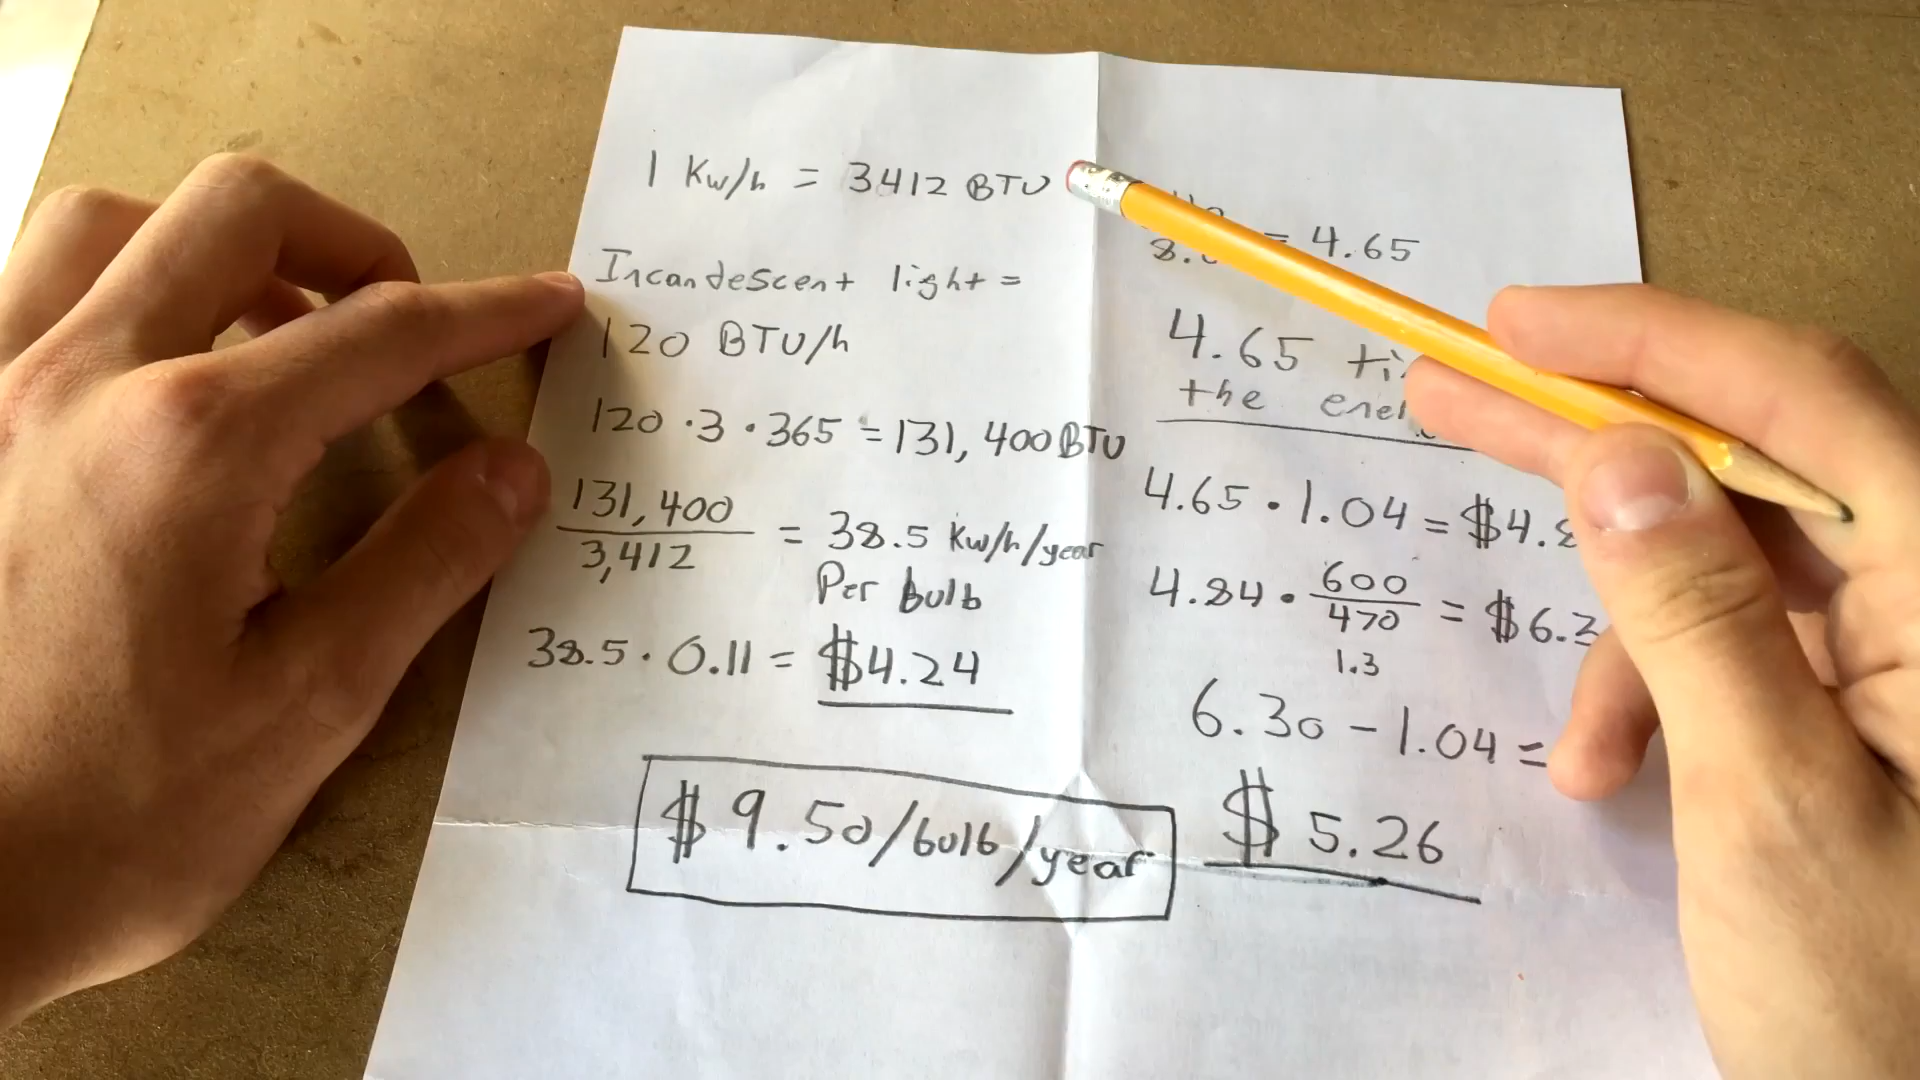 1 Kw/h = 3412 BTU
Incandescent light =
120 BTU/h
120 · 3 · 365 = 131,400 BTU
131,400
3,412
= 38.5 Kw/h/year
Per bulb
38.5 · 0.11 = $4.24
$9.50/bulb/year
= 4.65
4.65
the
4.65 · 1.04 =
4.84 · 600/470 =
1.3
6.30 - 1.04 =
$5.26